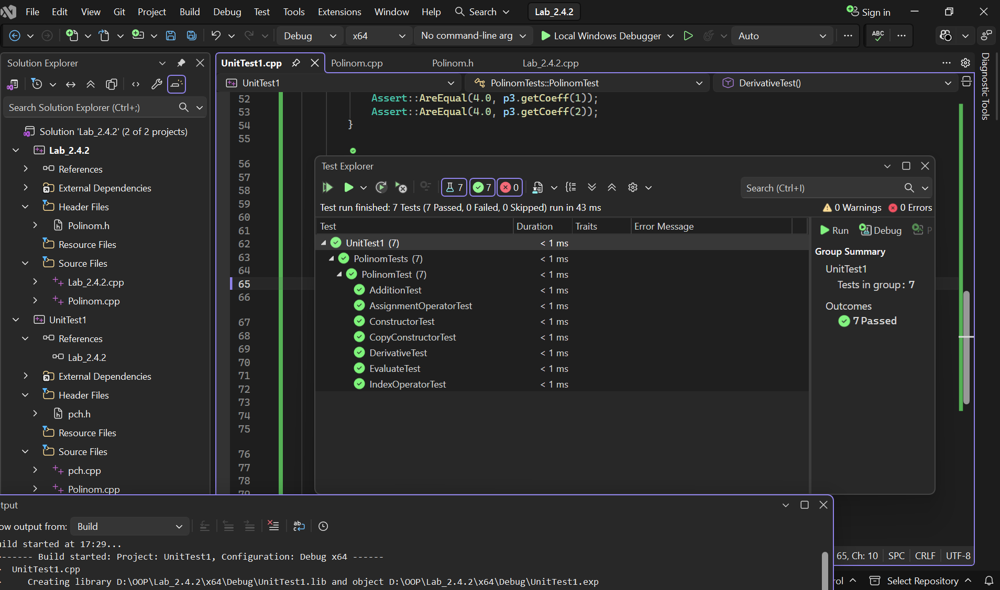 File Edit View Git Project Build Debug Test Tools Extensions Window Help Search Lab_2.4.2 Sign in
Debug x64 No command-line arg Local Windows Debugger Auto ABC
Solution Explorer
Search Solution Explorer (Ctrl+;)
Solution 'Lab_2.4.2' (2 of 2 projects)
Lab_2.4.2
References
External Dependencies
Header Files
Polinom.h
Resource Files
Source Files
Lab_2.4.2.cpp
Polinom.cpp
UnitTest1
References
Lab_2.4.2
External Dependencies
Header Files
pch.h
Resource Files
Source Files
pch.cpp
Polinom.cpp
UnitTest1.cpp Polinom.cpp Polinom.h Lab_2.4.2.cpp
UnitTest1 PolinomTests::PolinomTest DerivativeTest()
52 Assert::AreEqual(4.0, p3.getCoeff(1));
53 Assert::AreEqual(4.0, p3.getCoeff(2));
54 }
55
56
57
58
59
60
61
62
63
64
65
66
67
68
69
70
71
72
73
74
75
76
77
78
79
Diagnostic Tools
Test Explorer
7 7 0 Search (Ctrl+I)
Test run finished: 7 Tests (7 Passed, 0 Failed, 0 Skipped) run in 43 ms 0 Warnings 0 Errors
Test Duration Traits Error Message
UnitTest1 (7) < 1 ms
PolinomTests (7) < 1 ms
PolinomTest (7) < 1 ms
AdditionTest < 1 ms
AssignmentOperatorTest < 1 ms
ConstructorTest < 1 ms
CopyConstructorTest < 1 ms
DerivativeTest < 1 ms
EvaluateTest < 1 ms
IndexOperatorTest < 1 ms
Run Debug P
Group Summary
UnitTest1
Tests in group: 7
Outcomes
7 Passed
tput
ow output from: Build
uild started at 17:29...
------ Build started: Project: UnitTest1, Configuration: Debug x64 ------
UnitTest1.cpp
Creating library D:\OOP\Lab_2.4.2\x64\Debug\UnitTest1.lib and object D:\OOP\Lab_2.4.2\x64\Debug\UnitTest1.exp
65, Ch: 10 SPC CRLF UTF-8
rol Select Repository